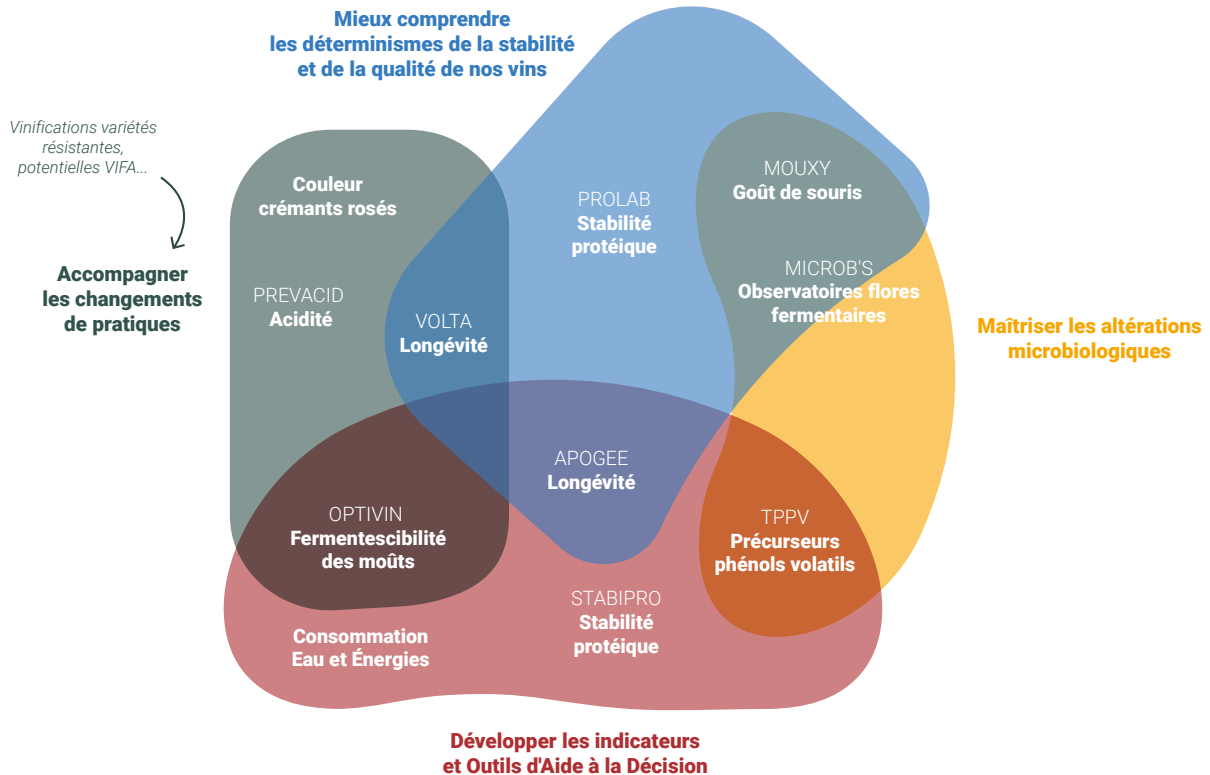 Mieux comprendre
les déterminismes de la stabilité
et de la qualité de nos vins
Vinifications variétés
résistantes,
potentielles VIFA...
Accompagner
les changements
de pratiques
Couleur
crémants rosés
PREVACID
Acidité
VOLTA
Longévité
PROLAB
Stabilité
protéique
MOUXY
Goût de souris
MICROB'S
Observatoires flores
fermentaires
Maîtriser les altérations
microbiologiques
APOGEE
Longévité
OPTIVIN
Fermentescibilité
des moûts
TPPV
Précurseurs
phénols volatils
STABIPRO
Stabilité
protéique
Consommation
Eau et Énergies
Développer les indicateurs
et Outils d'Aide à la Décision